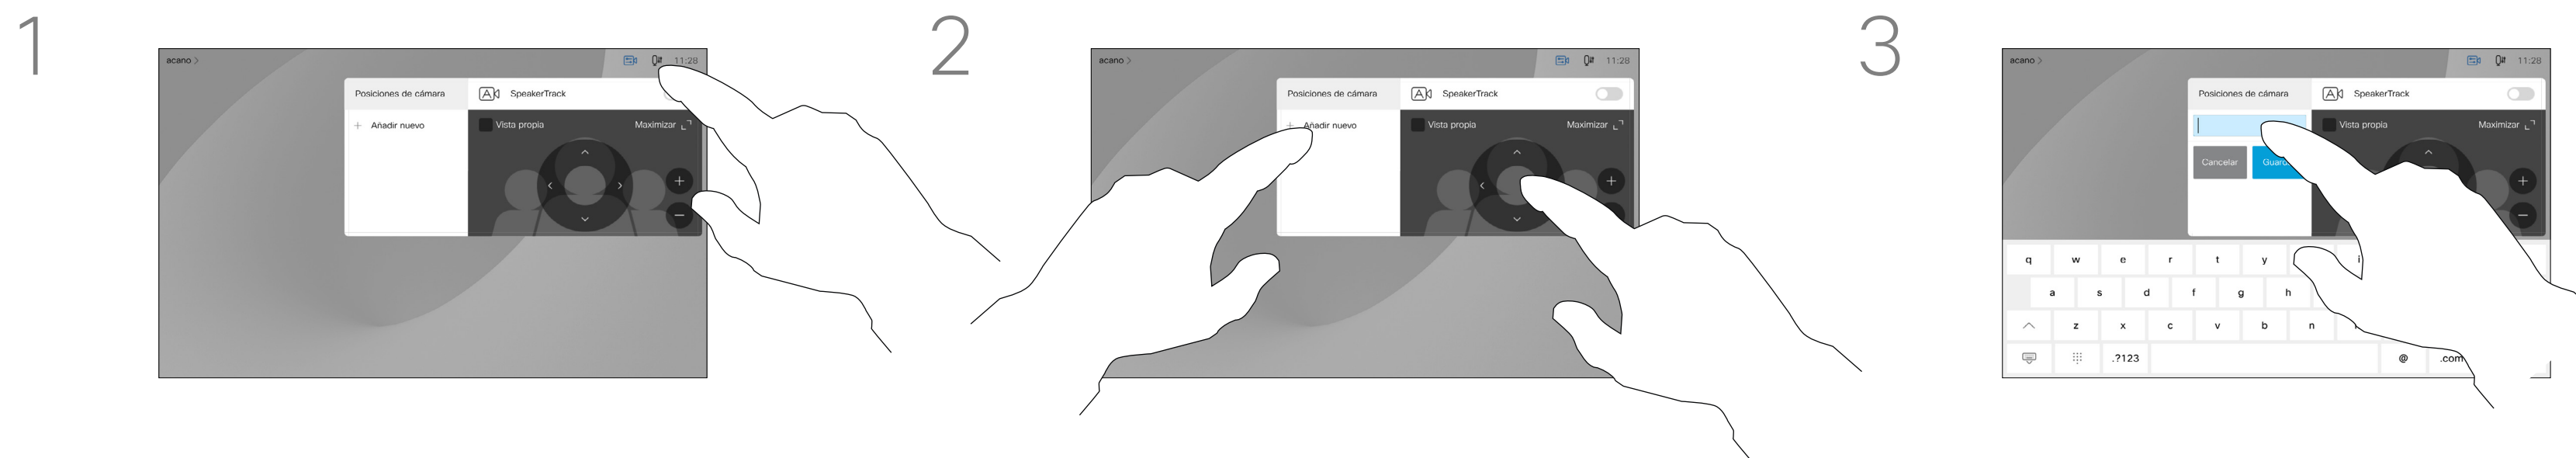 1
acano > 11:28
Posiciones de cámara SpeakerTrack
+ Añadir nuevo Vista propia Maximizar
+
−
2
acano > 11:28
Posiciones de cámara SpeakerTrack
+ Añadir nuevo Vista propia Maximizar
+
3
acano > 11:28
Posiciones de cámara SpeakerTrack
Vista propia Maximizar
Cancelar
+
−
q w e r t y i
a s d f g h
z x c v b n
.?123 @ .com